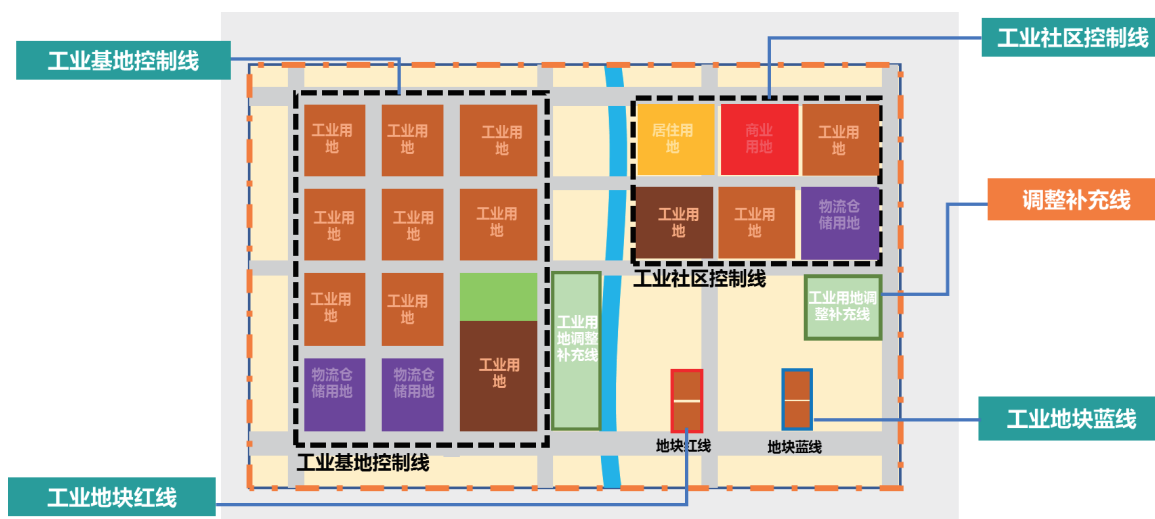 工业基地控制线
工业社区控制线
工业用
地
工业用
地
工业用
地
居住用
地
商业
用地
工业用
地
调整补充线
工业用
地
工业用
地
工业用
地
工业用
地
工业用
地
物流仓
储用地
工业社区控制线
工业用
地
工业用
地
工业用地调
整补充线
工业用
地调整
补充线
工业用
地
物流仓
储用地
物流仓
储用地
工业地块蓝线
地块红线
地块蓝线
工业基地控制线
工业地块红线